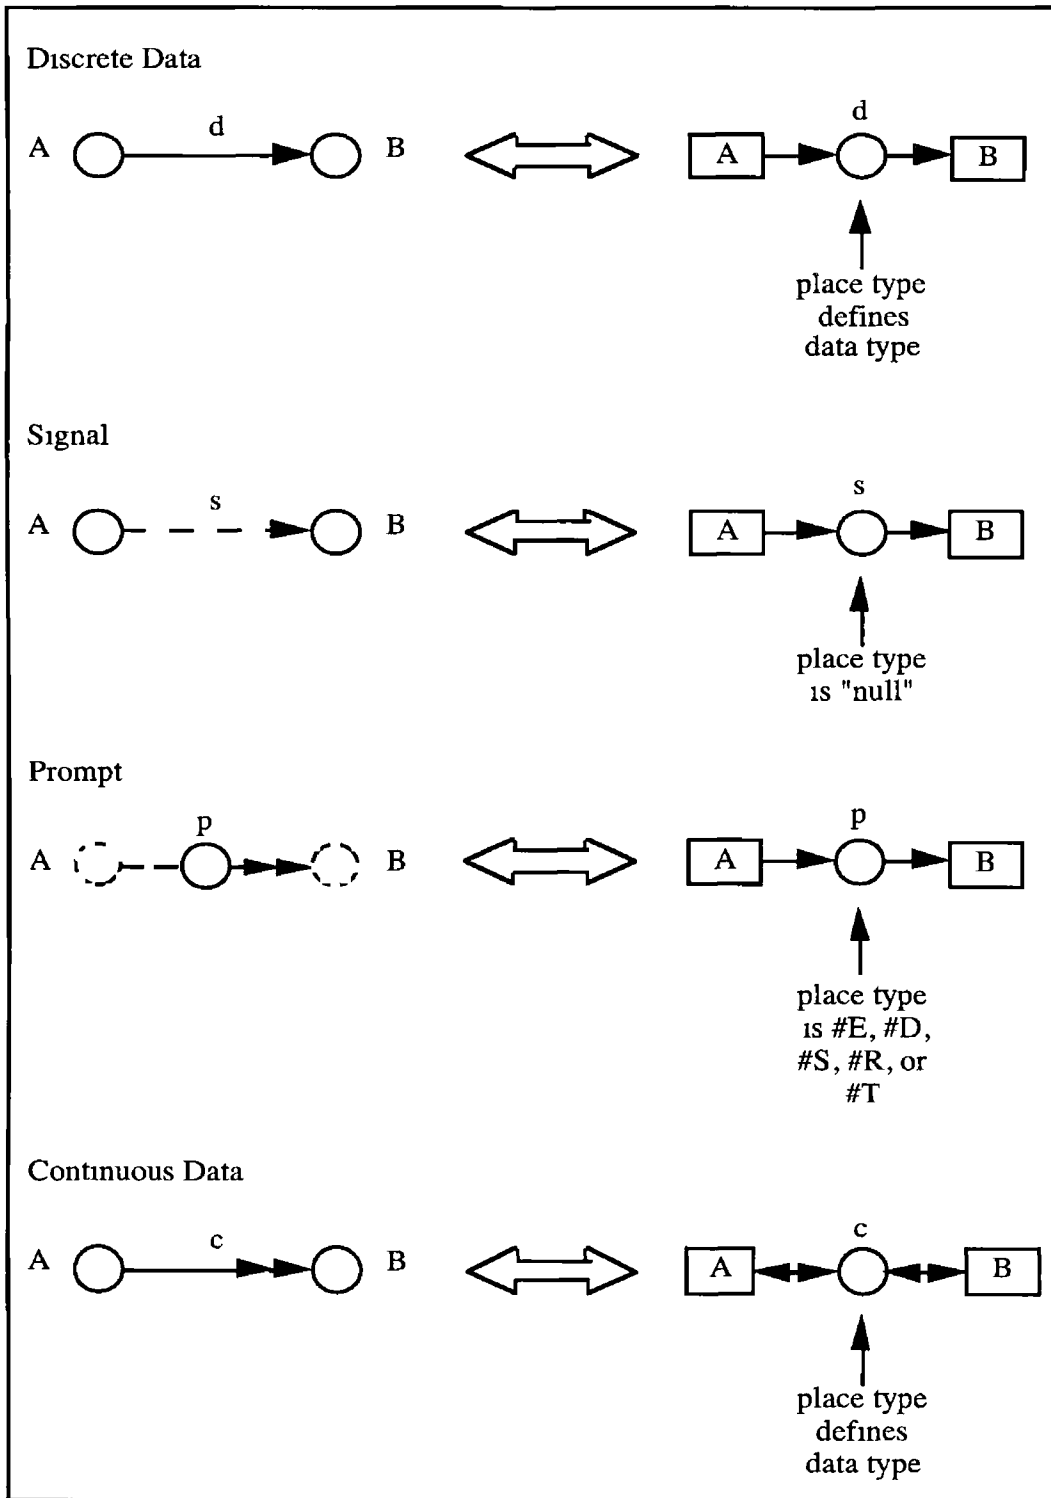 Discrete Data
A d B A d B
place type
defines
data type
Signal
A s B A s B
place type
is "null"
Prompt
A p B A p B
place type
is #E, #D,
#S, #R, or
#T
Continuous Data
A c B A c B
place type
defines
data type